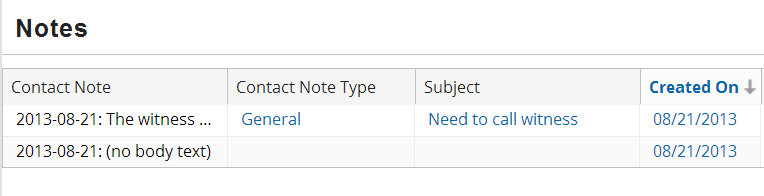 Notes
Contact Note Contact Note Type Subject Created On
2013-08-21: The witness ... General Need to call witness 08/21/2013
2013-08-21: (no body text) 08/21/2013